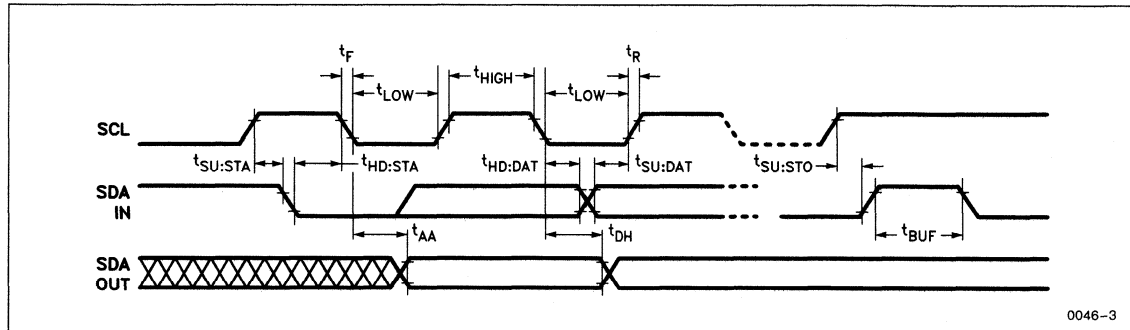 tF
tR
tHIGH
tLOW
tLOW
SCL
tSU:STA
tHD:STA
tHD:DAT
tSU:DAT
tSU:STO
SDA
IN
tAA
tDH
tBUF
SDA
OUT
0046-3